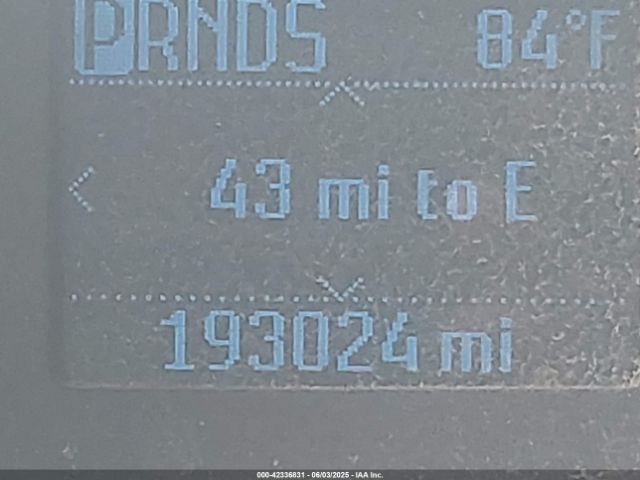 PRNDS 84°F
43 mi to E
193024 mi
000-42336831 - 06/03/2025 - IAA Inc.